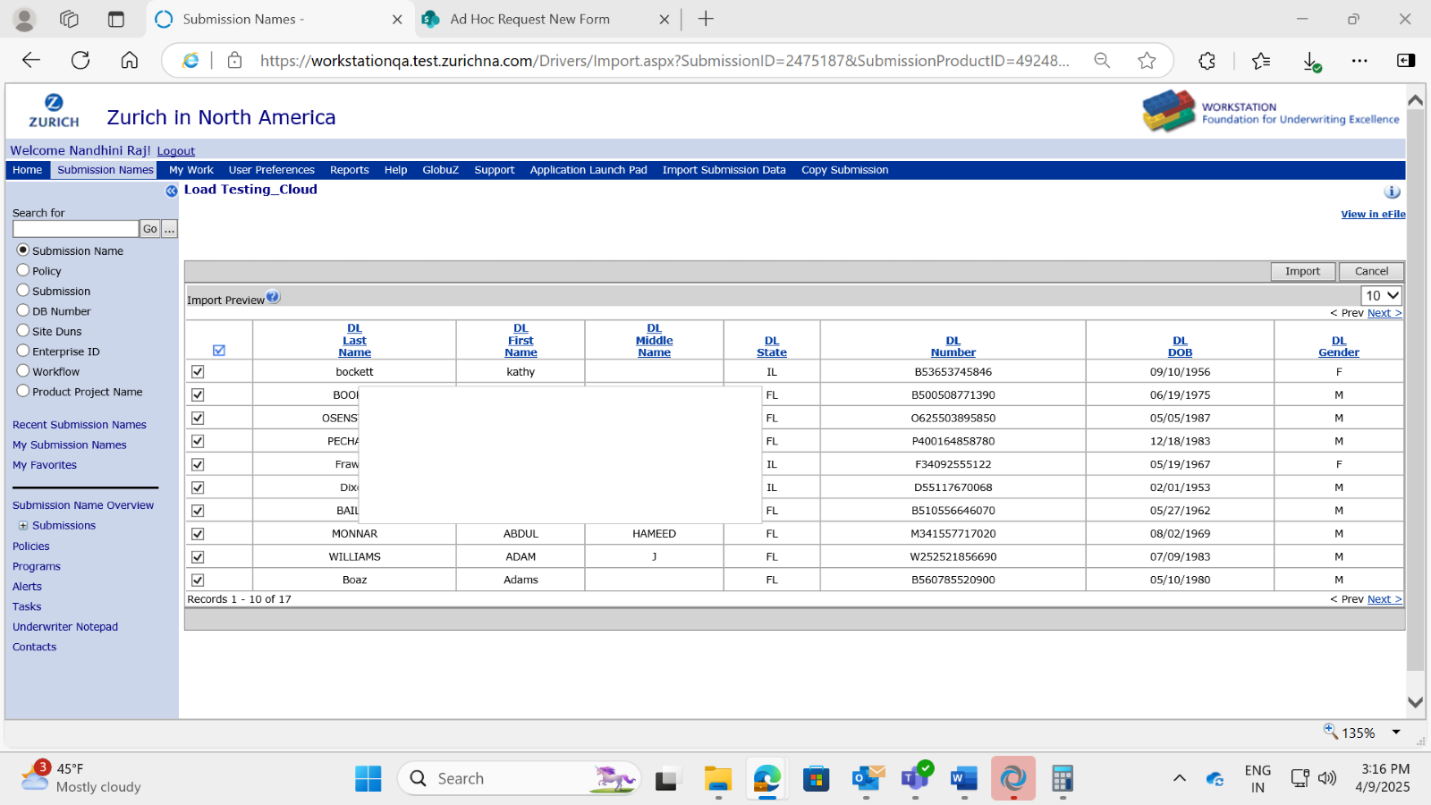 Submission Names -
Ad Hoc Request New Form
https://workstationqa.test.zurichna.com/Drivers/Import.aspx?SubmissionID=2475187&SubmissionProductID=49248...
ZURICH
Zurich in North America
WORKSTATION
Foundation for Underwriting Excellence
Welcome Nandhini Raj! Logout
Home Submission Names My Work User Preferences Reports Help GlobuZ Support Application Launch Pad Import Submission Data Copy Submission
Load Testing_Cloud
View in eFile
Search for
Go ...
Submission Name
Policy
Submission
DB Number
Site Duns
Enterprise ID
Workflow
Product Project Name
Recent Submission Names
My Submission Names
My Favorites
Submission Name Overview
Submissions
Policies
Programs
Alerts
Tasks
Underwriter Notepad
Contacts
Import Cancel
Import Preview
10
< Prev Next >
DL Last Name DL First Name DL Middle Name DL State DL Number DL DOB DL Gender
bockett kathy IL B53653745846 09/10/1956 F
FL B500508771390 06/19/1975 M
OSENS FL O625503895850 05/05/1987 M
PECHA FL P400164858780 12/18/1983 M
Fraw IL F34092555122 05/19/1967 F
IL D55117670068 02/01/1953 M
BAIL FL B510556646070 05/27/1962 M
MONNAR ABDUL HAMEED FL M341557717020 08/02/1969 M
WILLIAMS ADAM J FL W252521856690 07/09/1983 M
Boaz Adams FL B560785520900 05/10/1980 M
Records 1 - 10 of 17
< Prev Next >
135%
3
45°F
Mostly cloudy
Search
ENG
IN
3:16 PM
4/9/2025